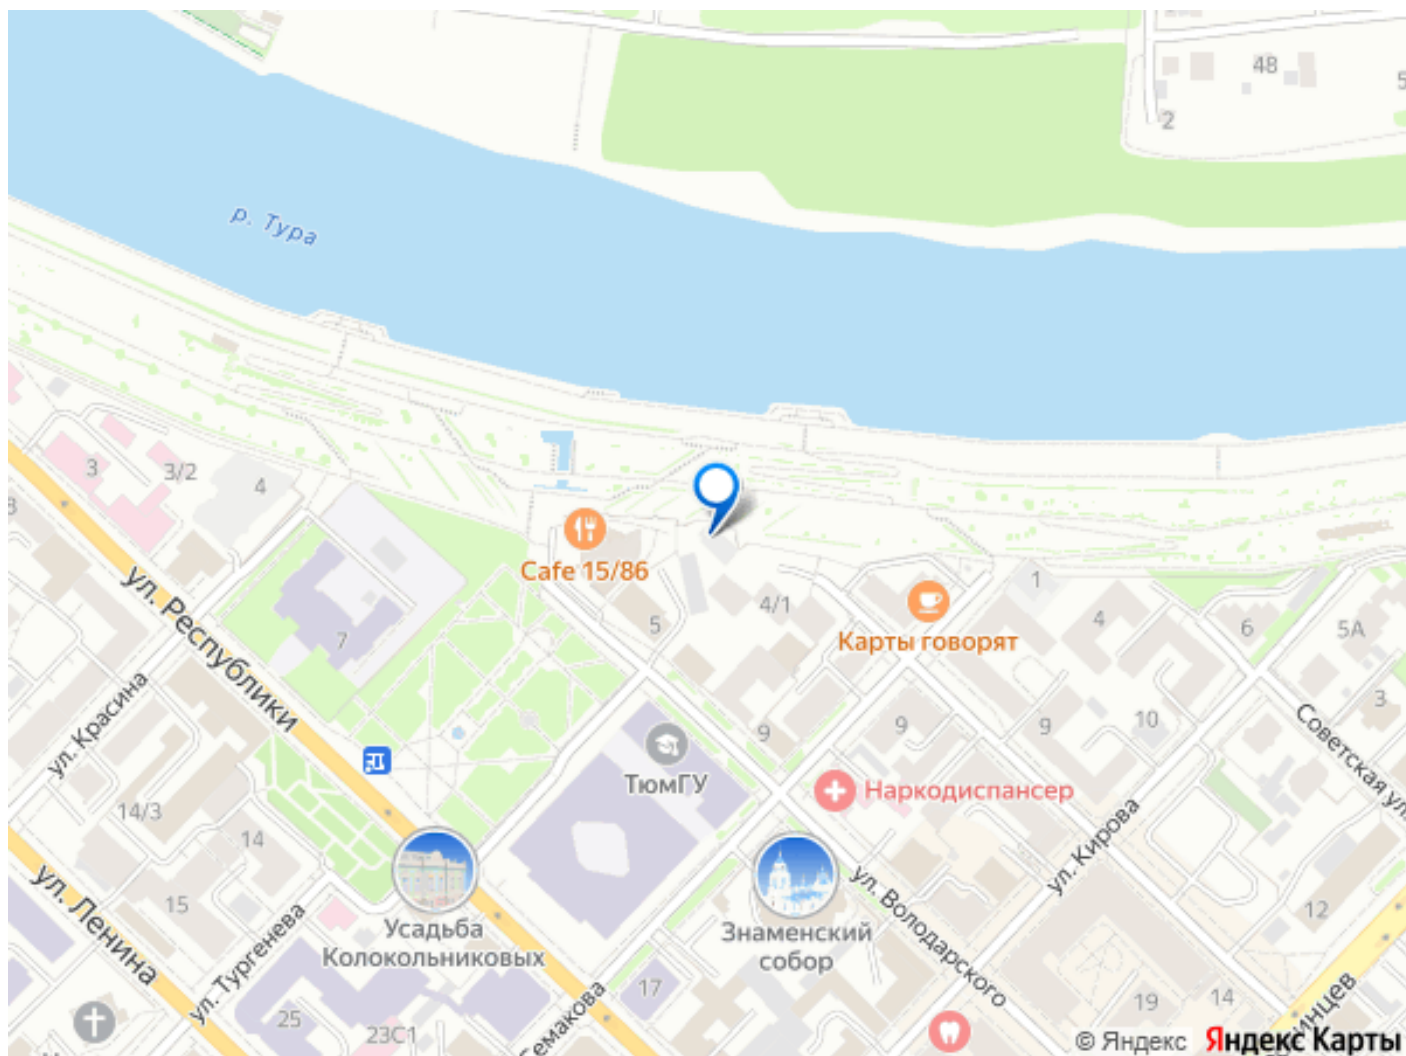 48
5
2
р. Тура
3
3/2
4
8
Cafe 15/86
ул. Республики
7
5
4/1
1
4
6
5А
Карты говорят
3
ул. Красина
9
9
9
10
Советская ул.
ТюмГУ
Наркодиспансер
14/3
14
ул. Кирова
ул. Ленина
15
ул. Володарского
12
Усадьба
Колокольниковых
Знаменский
собор
ул. Тургенева
17
25
23С1
Семакова
19
14
© Яндекс Яндекс Карты